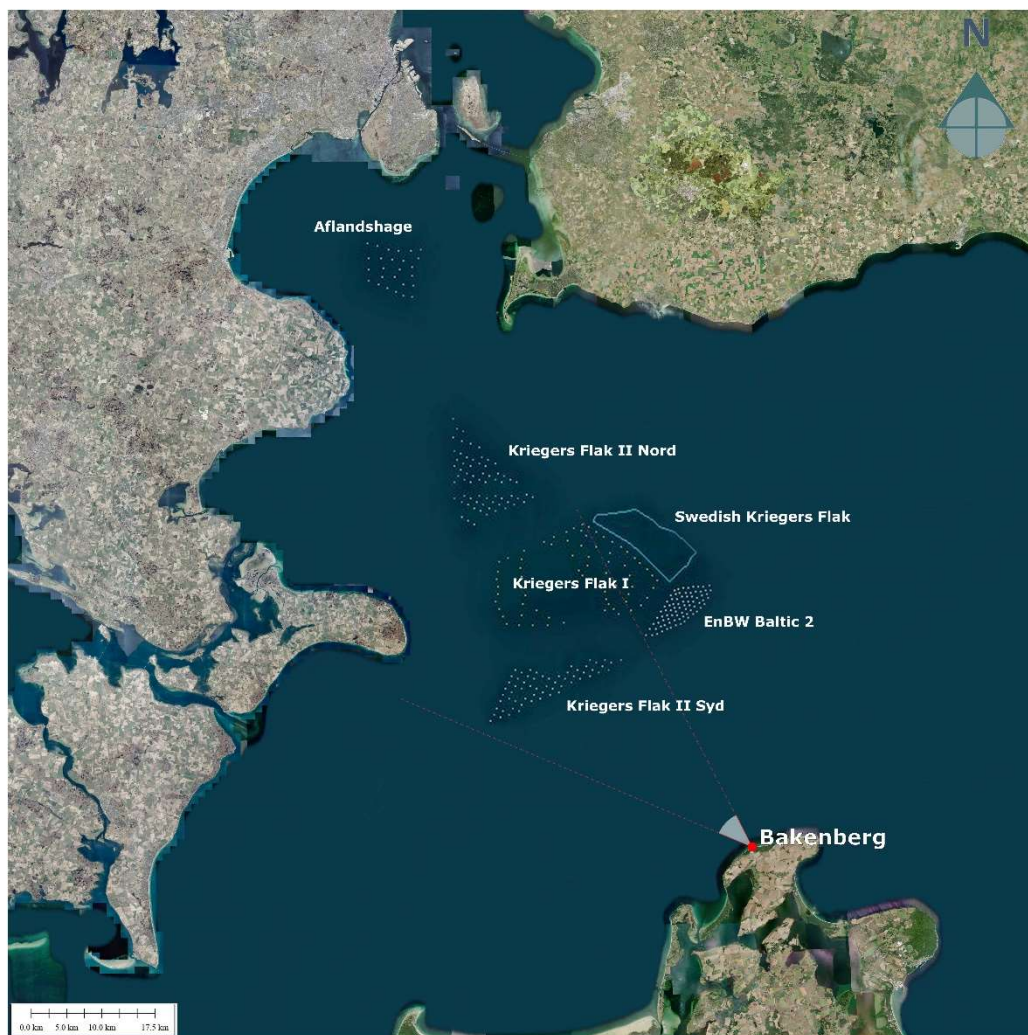 N
Aflandshage
Kriegers Flak II Nord
Swedish Kriegers Flak
Kriegers Flak I
EnBW Baltic 2
Kriegers Flak II Syd
Bakenberg
0.0 km 5.0 km 10.0 km 17.5 km